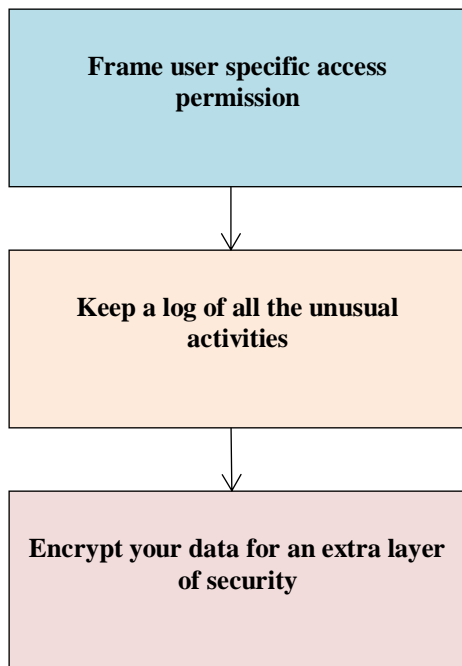 Frame user specific access
permission
Keep a log of all the unusual
activities
Encrypt your data for an extra layer
of security